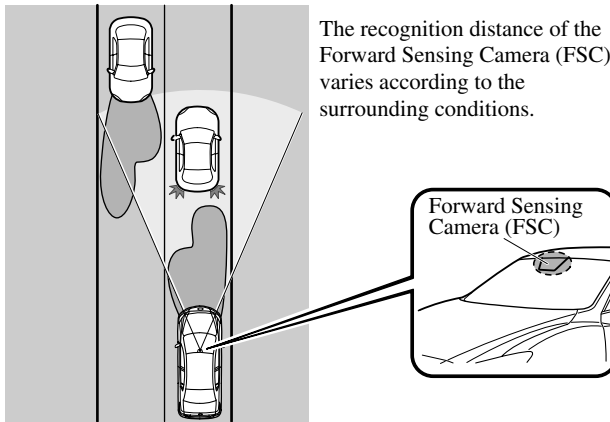 The recognition distance of the
Forward Sensing Camera (FSC)
varies according to the
surrounding conditions.
Forward Sensing
Camera (FSC)